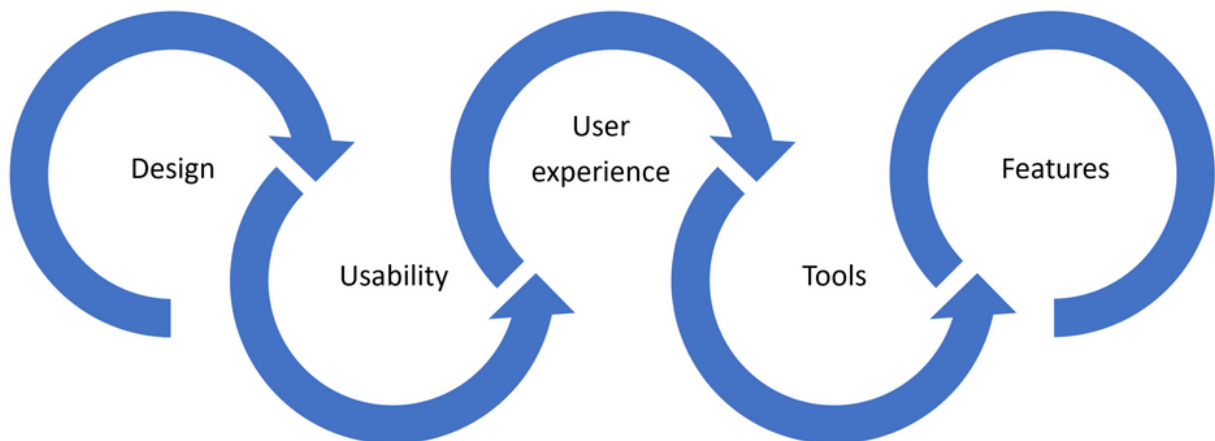 Design
Usability
User
experience
Tools
Features